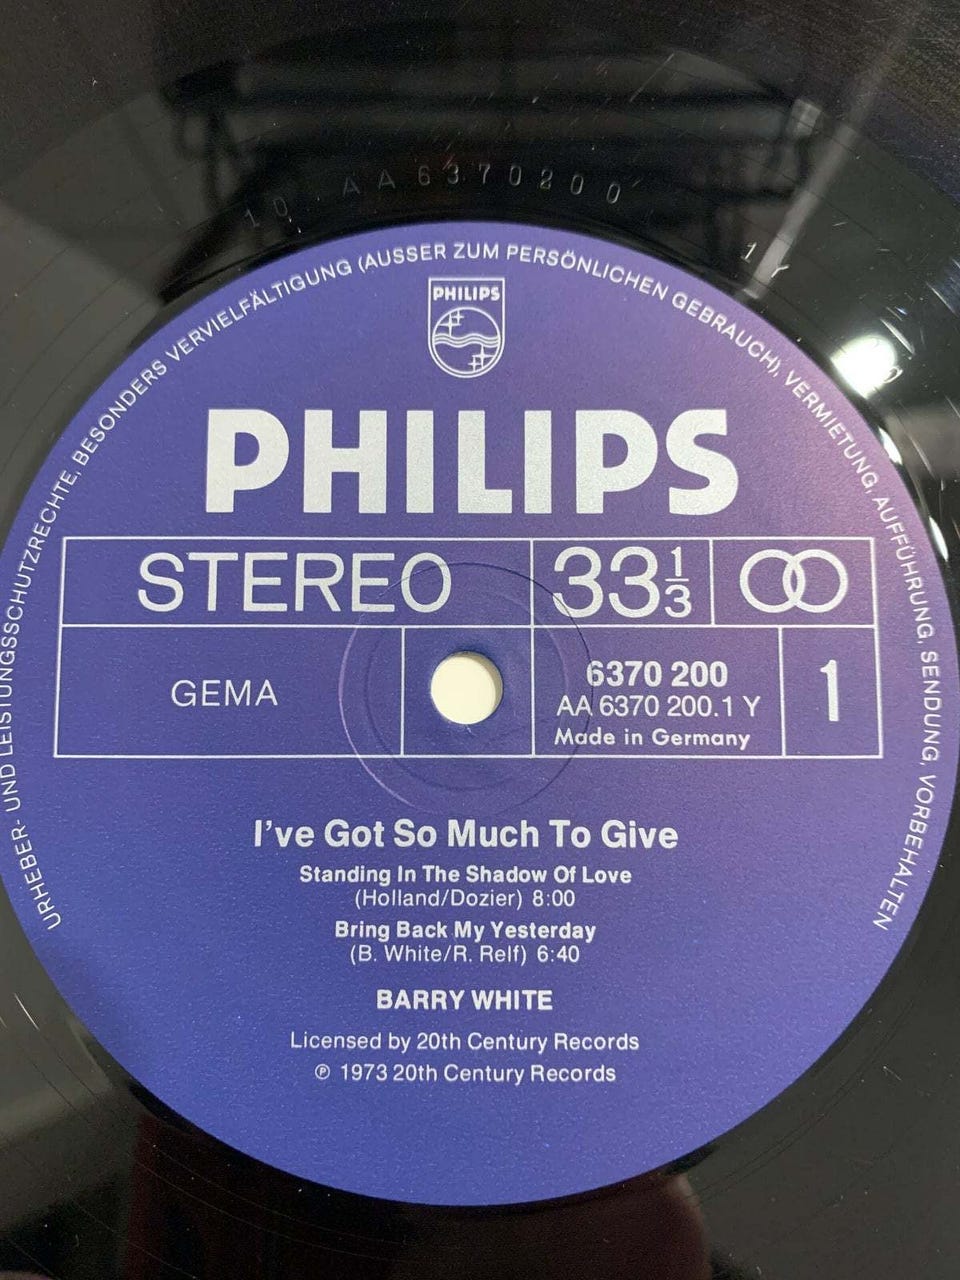 10 AA 6370200
1 Y
URHEBER- UND LEISTUNGSSCHUTZRECHTE, BESONDERS VERVIELFÄLTIGUNG (AUSSER ZUM PERSÖNLICHEN GEBRAUCH), VERMIETUNG, AUFFÜHRUNG, SENDUNG, VORBEHALTEN
PHILIPS
PHILIPS
STEREO 33 1/3
GEMA
6370 200
AA 6370 200.1 Y
Made in Germany
1
I've Got So Much To Give
Standing In The Shadow Of Love
(Holland/Dozier) 8:00
Bring Back My Yesterday
(B. White/R. Relf) 6:40
BARRY WHITE
Licensed by 20th Century Records
℗ 1973 20th Century Records